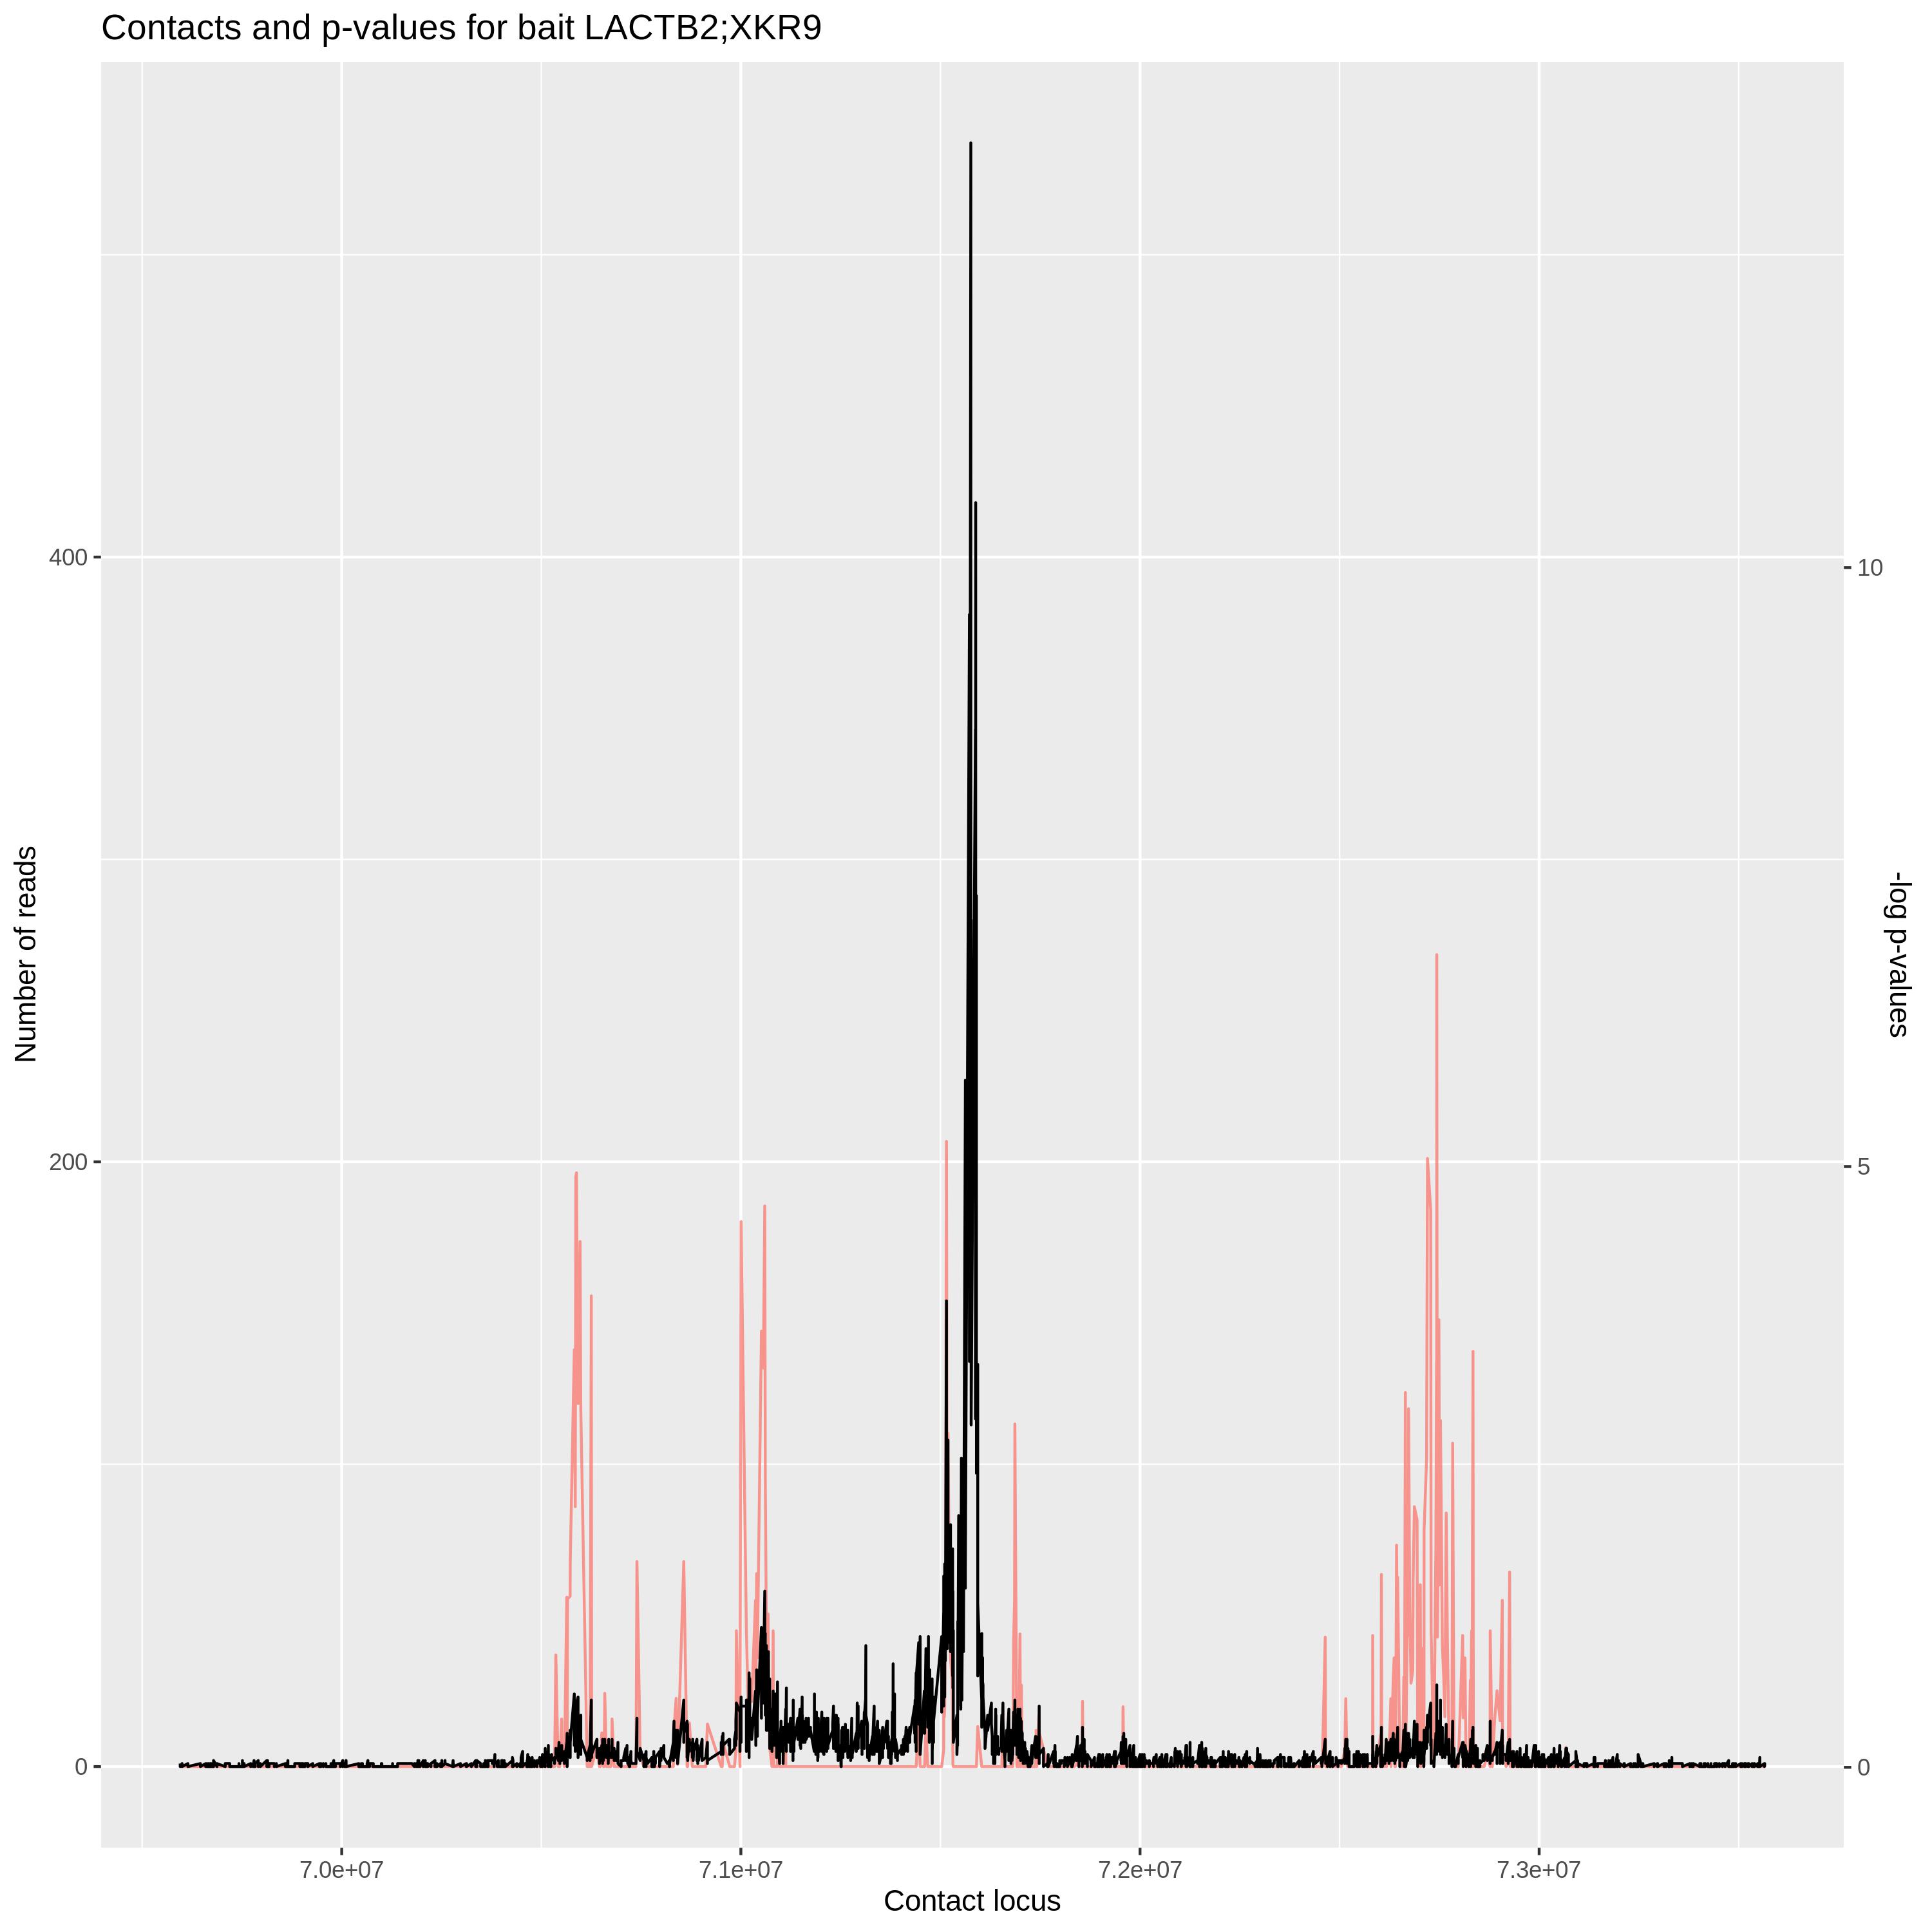 Contacts and p-values for bait LACTB2;XKR9
Number of reads
400
200
0
10
5
0
-log p-values
7.0e+07
7.1e+07
7.2e+07
7.3e+07
Contact locus